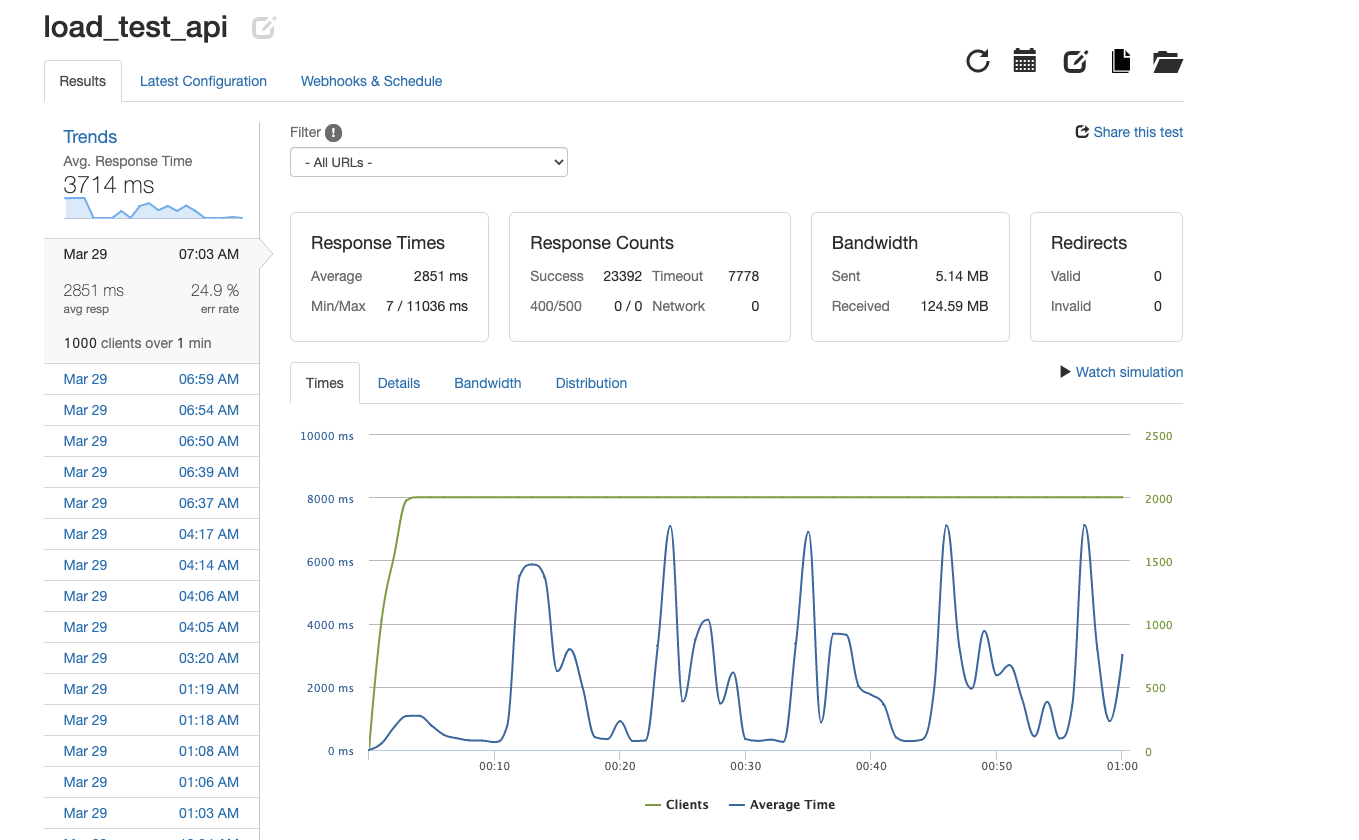 load_test_api
Results
Latest Configuration
Webhooks & Schedule
Trends
Avg. Response Time
3714 ms
Mar 29 07:03 AM
2851 ms 24.9 %
avg resp err rate
1000 clients over 1 min
Mar 29 06:59 AM
Mar 29 06:54 AM
Mar 29 06:50 AM
Mar 29 06:39 AM
Mar 29 06:37 AM
Mar 29 04:17 AM
Mar 29 04:14 AM
Mar 29 04:06 AM
Mar 29 04:05 AM
Mar 29 03:20 AM
Mar 29 01:19 AM
Mar 29 01:18 AM
Mar 29 01:08 AM
Mar 29 01:06 AM
Mar 29 01:03 AM
Filter !
- All URLs -
Share this test
Response Times
Average 2851 ms
Min/Max 7 / 11036 ms
Response Counts
Success 23392 Timeout 7778
400/500 0 / 0 Network 0
Bandwidth
Sent 5.14 MB
Received 124.59 MB
Redirects
Valid 0
Invalid 0
Times
Details
Bandwidth
Distribution
Watch simulation
10000 ms 2500
8000 ms 2000
6000 ms 1500
4000 ms 1000
2000 ms 500
0 ms 0
00:10 00:20 00:30 00:40 00:50 01:00
Clients Average Time